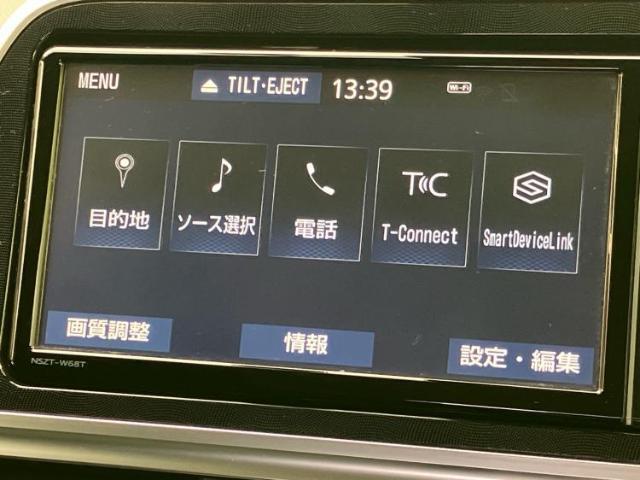 MENU
TILT·EJECT
13:39
Wi-Fi
目的地
ソース選択
電話
T-Connect
SmartDeviceLink
画質調整
情報
設定・編集
NSZT-W68T